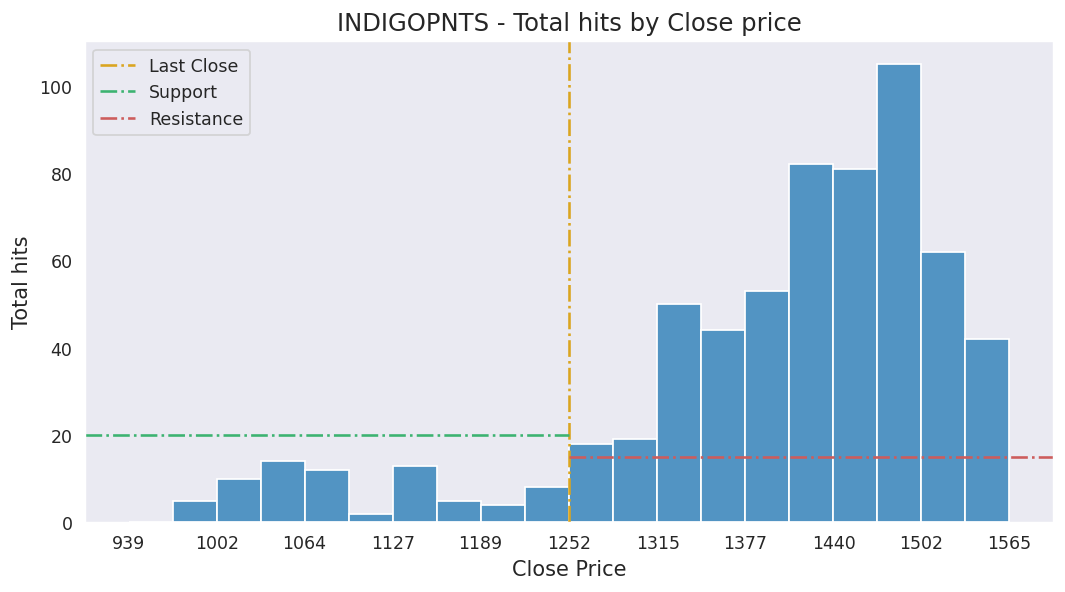 INDIGOPNTS - Total hits by Close price
Last Close
Support
Resistance
Total hits
100
80
60
40
20
0
939 1002 1064 1127 1189 1252 1315 1377 1440 1502 1565
Close Price